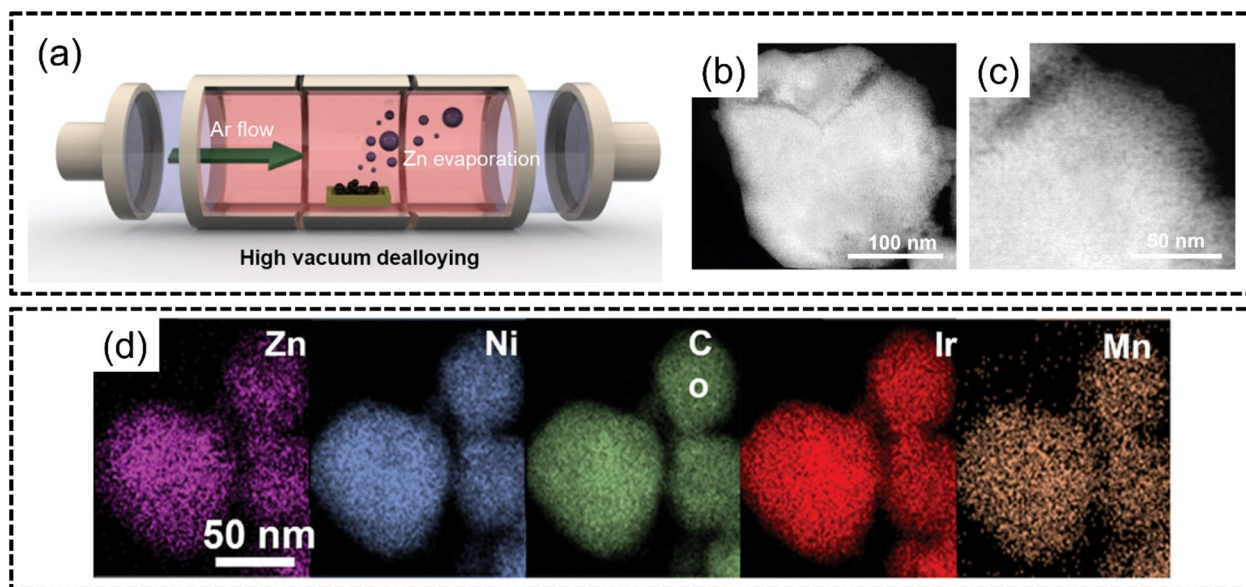 (a)
Ar flow
Zn evaporation
High vacuum dealloying
(b)
100 nm
(c)
50 nm
(d)
Zn
Ni
C
o
Ir
Mn
50 nm